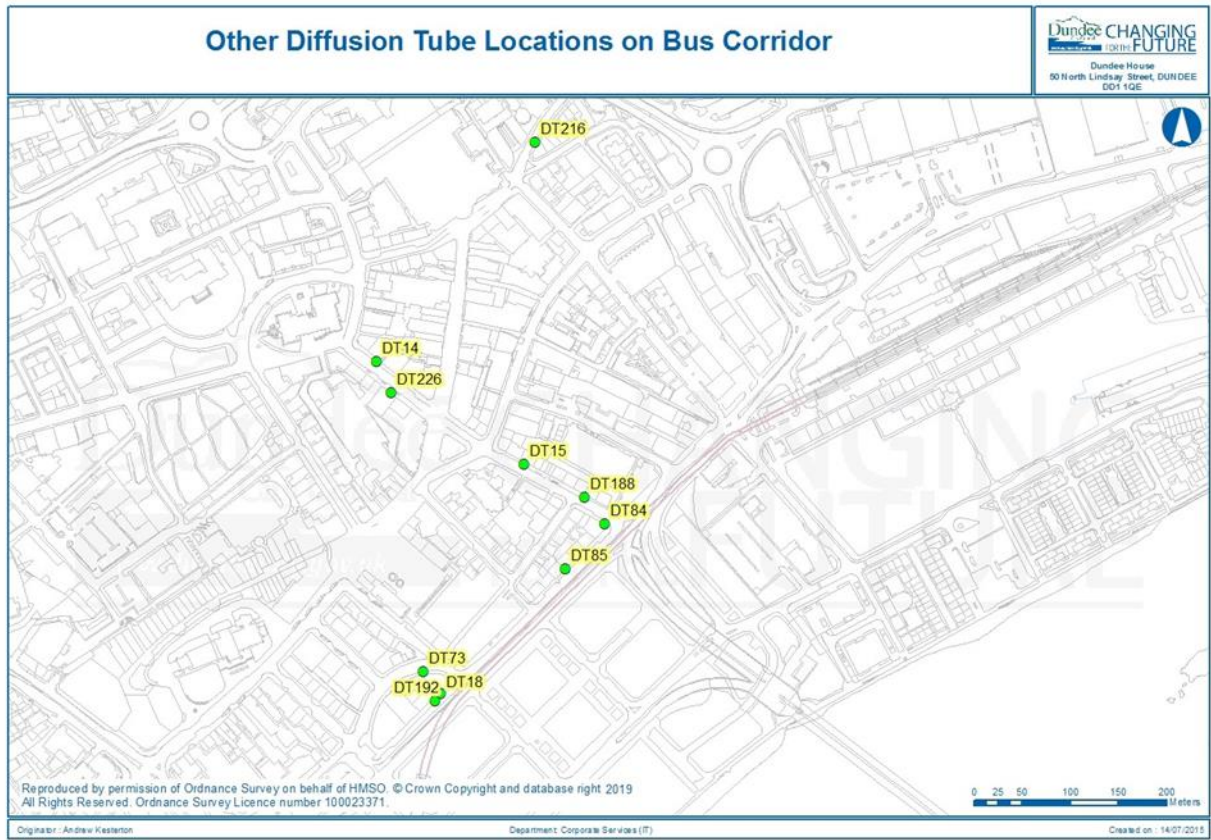 Other Diffusion Tube Locations on Bus Corridor
Dundee CHANGING
FOR THE FUTURE
Dundee House
50 North Lindsay Street, DUNDEE
DD1 1QE
DT216
DT14
DT226
DT15
DT188
DT84
DT85
DT73
DT18
DT192
Reproduced by permission of Ordnance Survey on behalf of HMSO. © Crown Copyright and database right 2019
All Rights Reserved. Ordnance Survey Licence number 100023371.
0 25 50 100 150 200
Meters
Originator : Andrew Kesterton
Department: Corporate Services (IT)
Created on : 14/07/2015